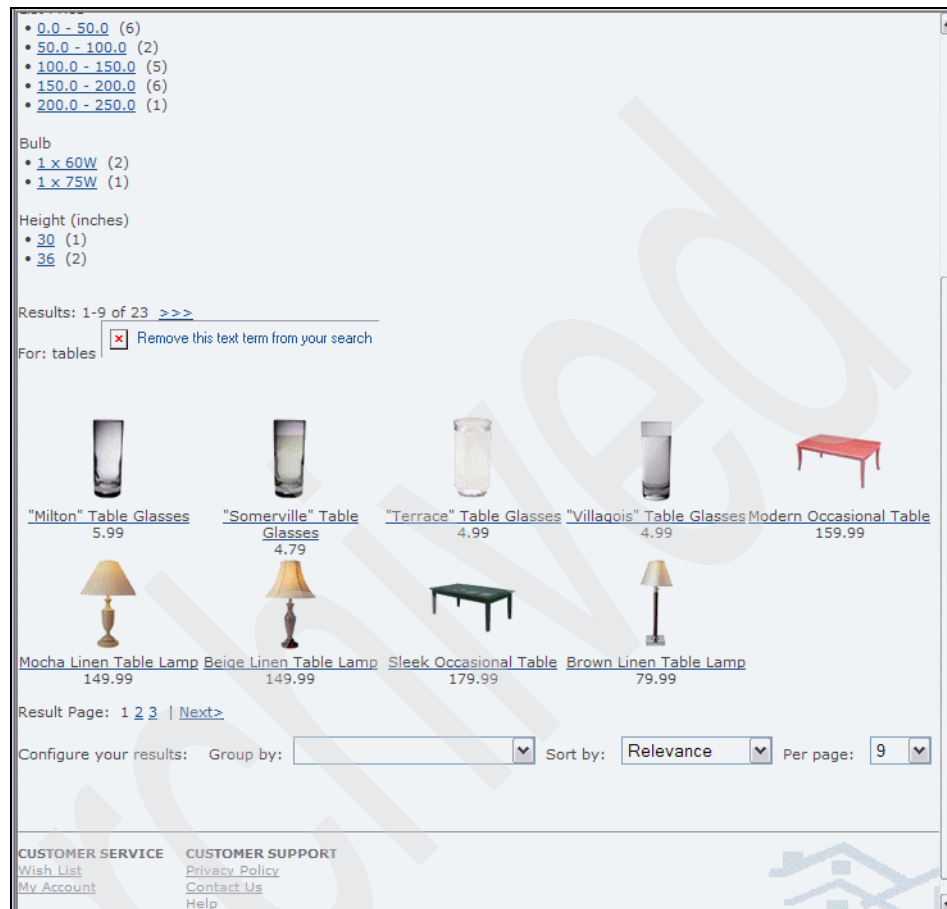 List Price
• 0.0 - 50.0 (6)
• 50.0 - 100.0 (2)
• 100.0 - 150.0 (5)
• 150.0 - 200.0 (6)
• 200.0 - 250.0 (1)
Bulb
• 1 x 60W (2)
• 1 x 75W (1)
Height (inches)
• 30 (1)
• 36 (2)
Results: 1-9 of 23 >>>
For: tables Remove this text term from your search
"Milton" Table Glasses "Somerville" Table "Terrace" Table Glasses "Villagois" Table Glasses Modern Occasional Table
5.99 Glasses 4.99 4.99 159.99
4.79
Mocha Linen Table Lamp Beige Linen Table Lamp Sleek Occasional Table Brown Linen Table Lamp
149.99 149.99 179.99 79.99
Result Page: 1 2 3 | Next>
Configure your results: Group by: Sort by: Relevance Per page: 9
CUSTOMER SERVICE CUSTOMER SUPPORT
Wish List Privacy Policy
My Account Contact Us
Help
Archived